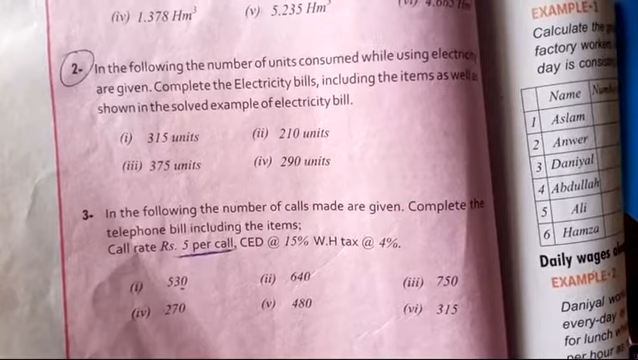 (iv) 1.378 Hm³
(v) 5.235 Hm³
2- In the following the number of units consumed while using
are given. Complete the Electricity bills, including the items as well
shown in the solved example of electricity bill.
(i) 315 units
(ii) 210 units
(iii) 375 units
(iv) 290 units
3- In the following the number of calls made are given. Complete the
telephone bill including the items;
Call rate Rs. 5 per call, CED @ 15% W.H tax @ 4%.
(i) 530
(ii) 640
(iii) 750
(iv) 270
(v) 480
(vi) 315
EXAMPLE-1
Calculate the
factory
day is
Name
1 Aslam
2 Anwer
3 Daniyal
4 Abdullah
5 Ali
6 Hamza
Daily wages
EXAMPLE-2
Daniyal
every-day
for lunch
per hour